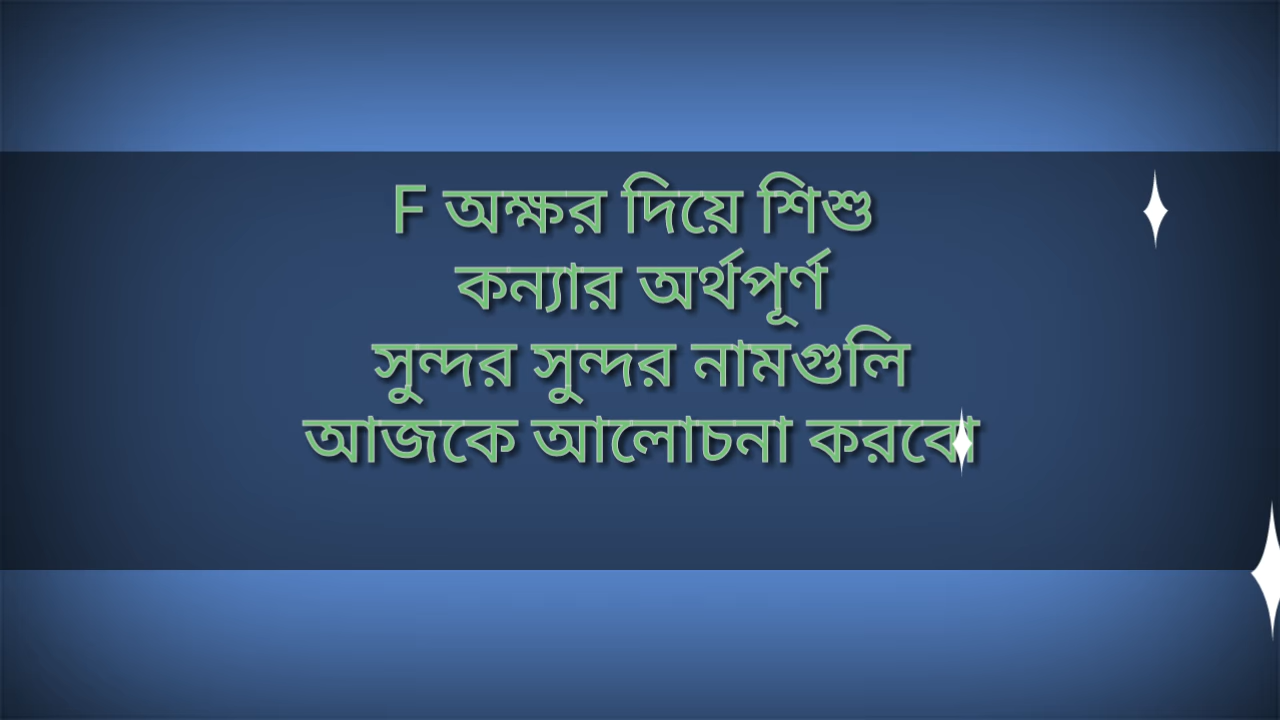 F অক্ষর দিয়ে শিশু
কন্যার অর্থপূর্ণ
সুন্দর সুন্দর নামগুলি
আজকে আলোচনা করবো